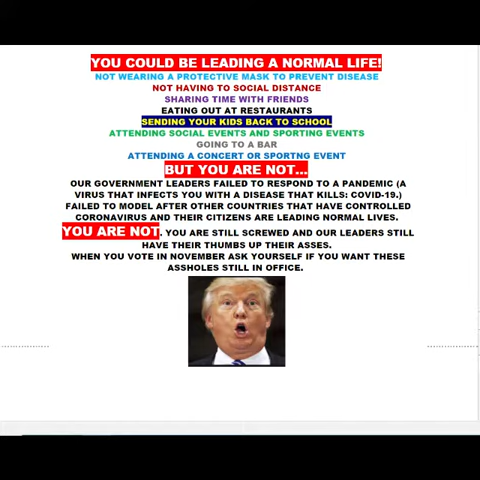 YOU COULD BE LEADING A NORMAL LIFE!
NOT WEARING A PROTECTIVE MASK TO PREVENT DISEASE
NOT HAVING TO SOCIAL DISTANCE
SHARING TIME WITH FRIENDS
EATING OUT AT RESTAURANTS
SENDING YOUR KIDS BACK TO SCHOOL
ATTENDING SOCIAL EVENTS AND SPORTING EVENTS
GOING TO A BAR
ATTENDING A CONCERT OR SPORTNG EVENT
BUT YOU ARE NOT...
OUR GOVERNMENT LEADERS FAILED TO RESPOND TO A PANDEMIC (A
VIRUS THAT INFECTS YOU WITH A DISEASE THAT KILLS: COVID-19.)
FAILED TO MODEL AFTER OTHER COUNTRIES THAT HAVE CONTROLLED
CORONAVIRUS AND THEIR CITIZENS ARE LEADING NORMAL LIVES.
YOU ARE NOT. YOU ARE STILL SCREWED AND OUR LEADERS STILL
HAVE THEIR THUMBS UP THEIR ASSES.
WHEN YOU VOTE IN NOVEMBER ASK YOURSELF IF YOU WANT THESE
ASSHOLES STILL IN OFFICE.